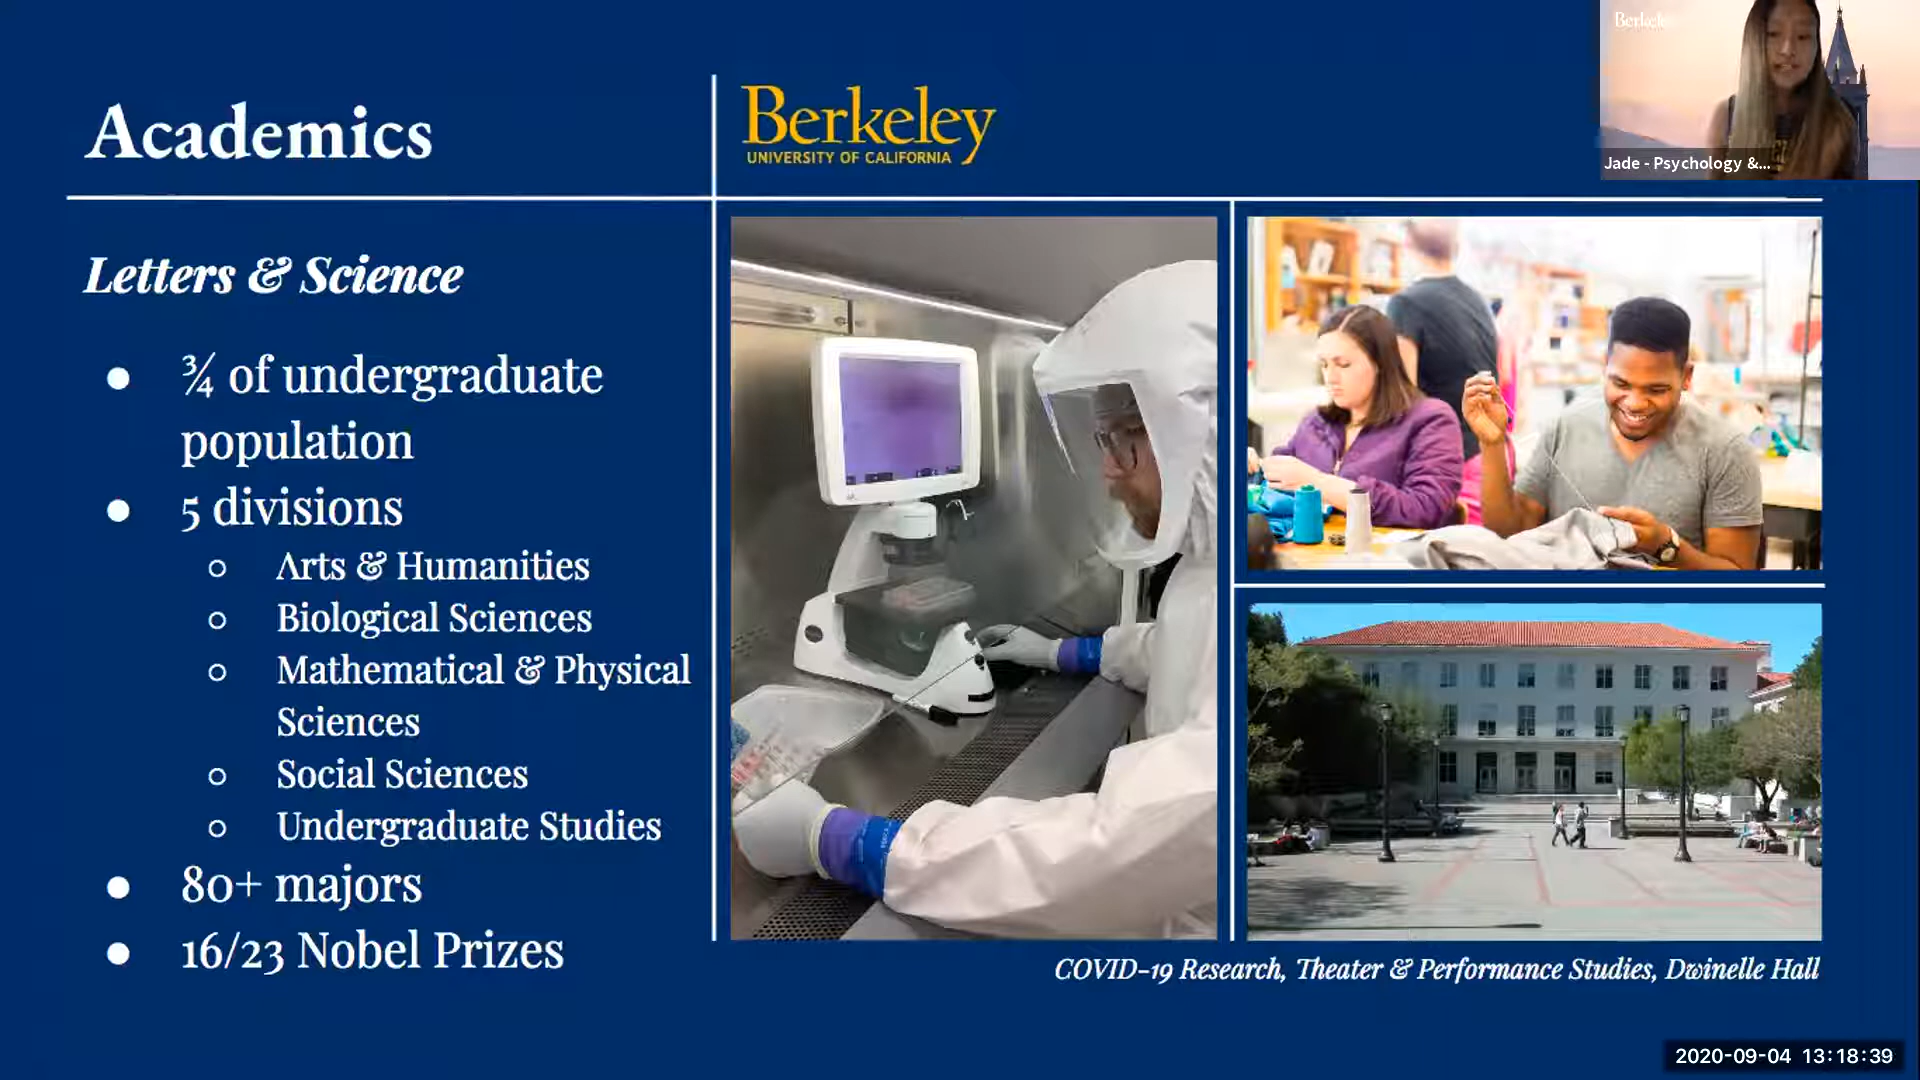 Academics
Berkeley
UNIVERSITY OF CALIFORNIA
Jade - Psychology &...
Letters & Science
● ¾ of undergraduate
population
● 5 divisions
○ Arts & Humanities
○ Biological Sciences
○ Mathematical & Physical
Sciences
○ Social Sciences
○ Undergraduate Studies
● 80+ majors
● 16/23 Nobel Prizes
COVID-19 Research, Theater & Performance Studies, Dwinelle Hall
2020-09-04 13:18:39